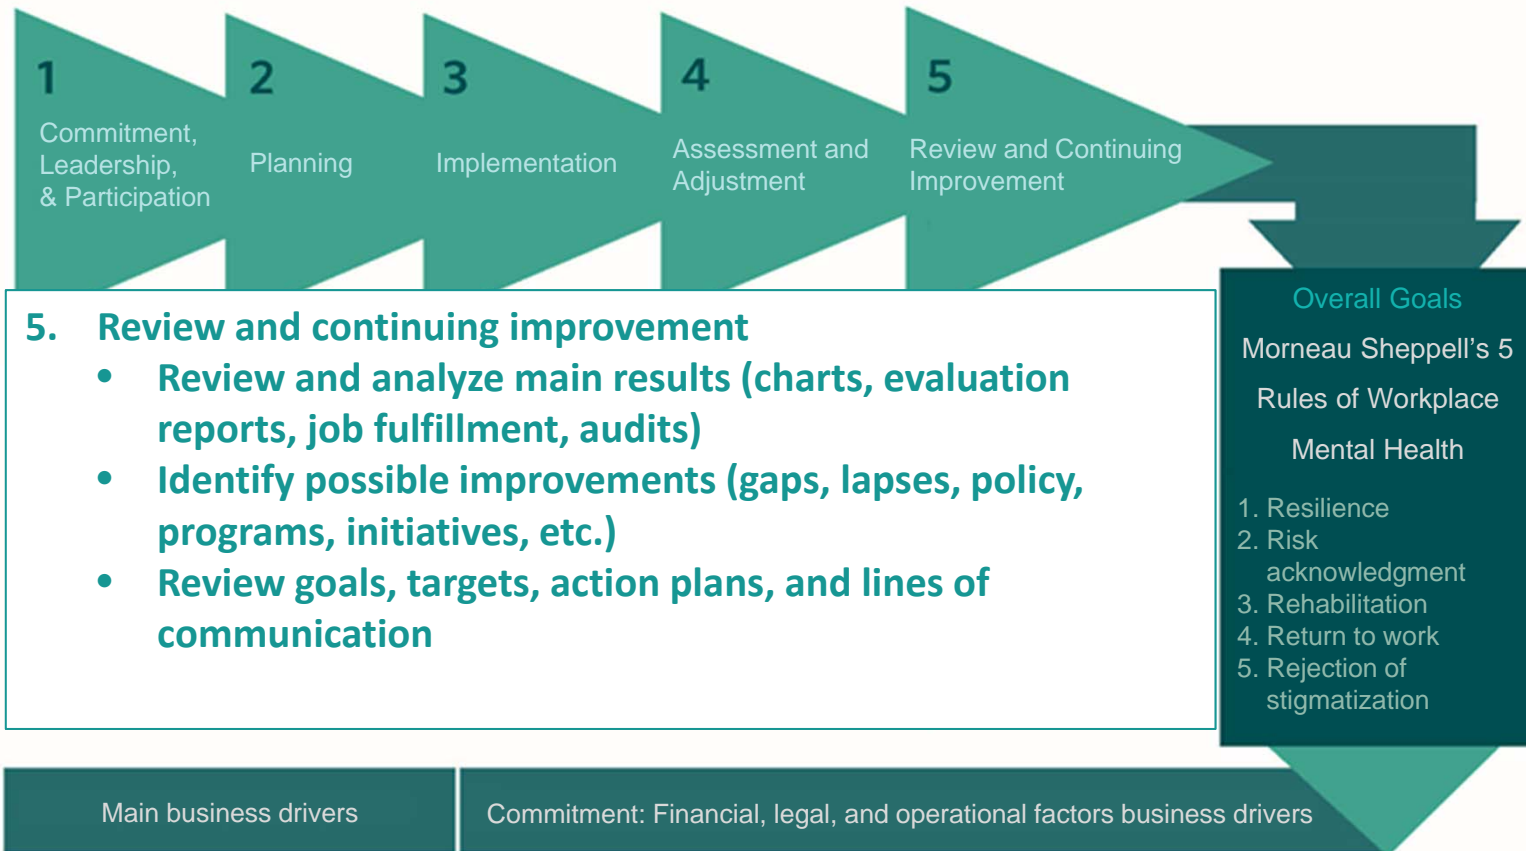 1
Commitment,
Leadership,
& Participation
2
Planning
3
Implementation
4
Assessment and
Adjustment
5
Review and Continuing
Improvement
5. Review and continuing improvement
• Review and analyze main results (charts, evaluation
reports, job fulfillment, audits)
• Identify possible improvements (gaps, lapses, policy,
programs, initiatives, etc.)
• Review goals, targets, action plans, and lines of
communication
Overall Goals
Morneau Sheppell’s 5
Rules of Workplace
Mental Health
1. Resilience
2. Risk
acknowledgment
3. Rehabilitation
4. Return to work
5. Rejection of
stigmatization
Main business drivers
Commitment: Financial, legal, and operational factors business drivers